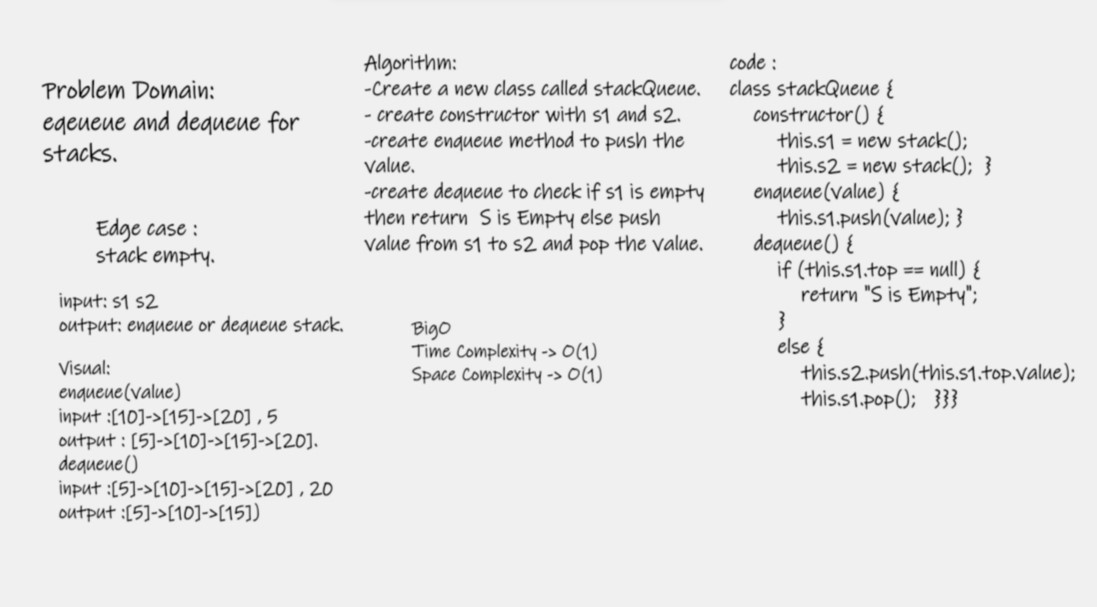 Problem Domain:
eqeueue and dequeue for
stacks.
Edge case :
stack empty.
input: s1 s2
output: enqueue or dequeue stack.
Visual:
enqueue(value)
input :[10]->[15]->[20] , 5
output : [5]->[10]->[15]->[20].
dequeue()
input :[5]->[10]->[15]->[20] , 20
output :[5]->[10]->[15])
Algorithm:
-Create a new class called stackQueue.
- create constructor with s1 and s2.
-create enqueue method to push the
value.
-create dequeue to check if s1 is empty
then return S is Empty else push
value from s1 to s2 and pop the value.
BigO
Time Complexity -> O(1)
Space Complexity -> O(1)
code :
class stackQueue {
constructor() {
this.s1 = new stack();
this.s2 = new stack(); }
enqueue(value) {
this.s1.push(value); }
dequeue() {
if (this.s1.top == null) {
return "S is Empty";
}
else {
this.s2.push(this.s1.top.value);
this.s1.pop(); }}}